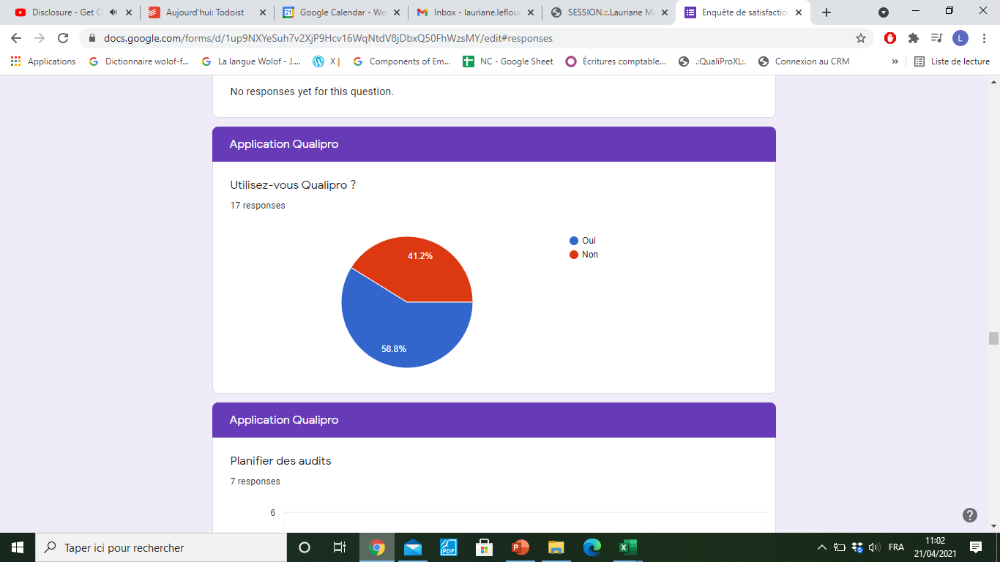 Disclosure - Get Cl
Aujourd'hui: Todoist
Google Calendar - We
Inbox - lauriane.leflou
SESSION.::.Lauriane Ma
Enquête de satisfaction
docs.google.com/forms/d/1up9NXYeSuh7v2XjP9Hcv16WqNtdV8jDbxQ50FhWzsMY/edit#responses
L
Applications
Dictionnaire wolof-f...
La langue Wolof - J....
X |
Components of Em...
NC - Google Sheet
Écritures comptable...
.:QualiProXL:.
Connexion au CRM
»
Liste de lecture
No responses yet for this question.
Application Qualipro
Utilisez-vous Qualipro ?
17 responses
Oui
Non
41.2%
58.8%
Application Qualipro
Planifier des audits
7 responses
6
Taper ici pour rechercher
FRA
11:02
21/04/2021